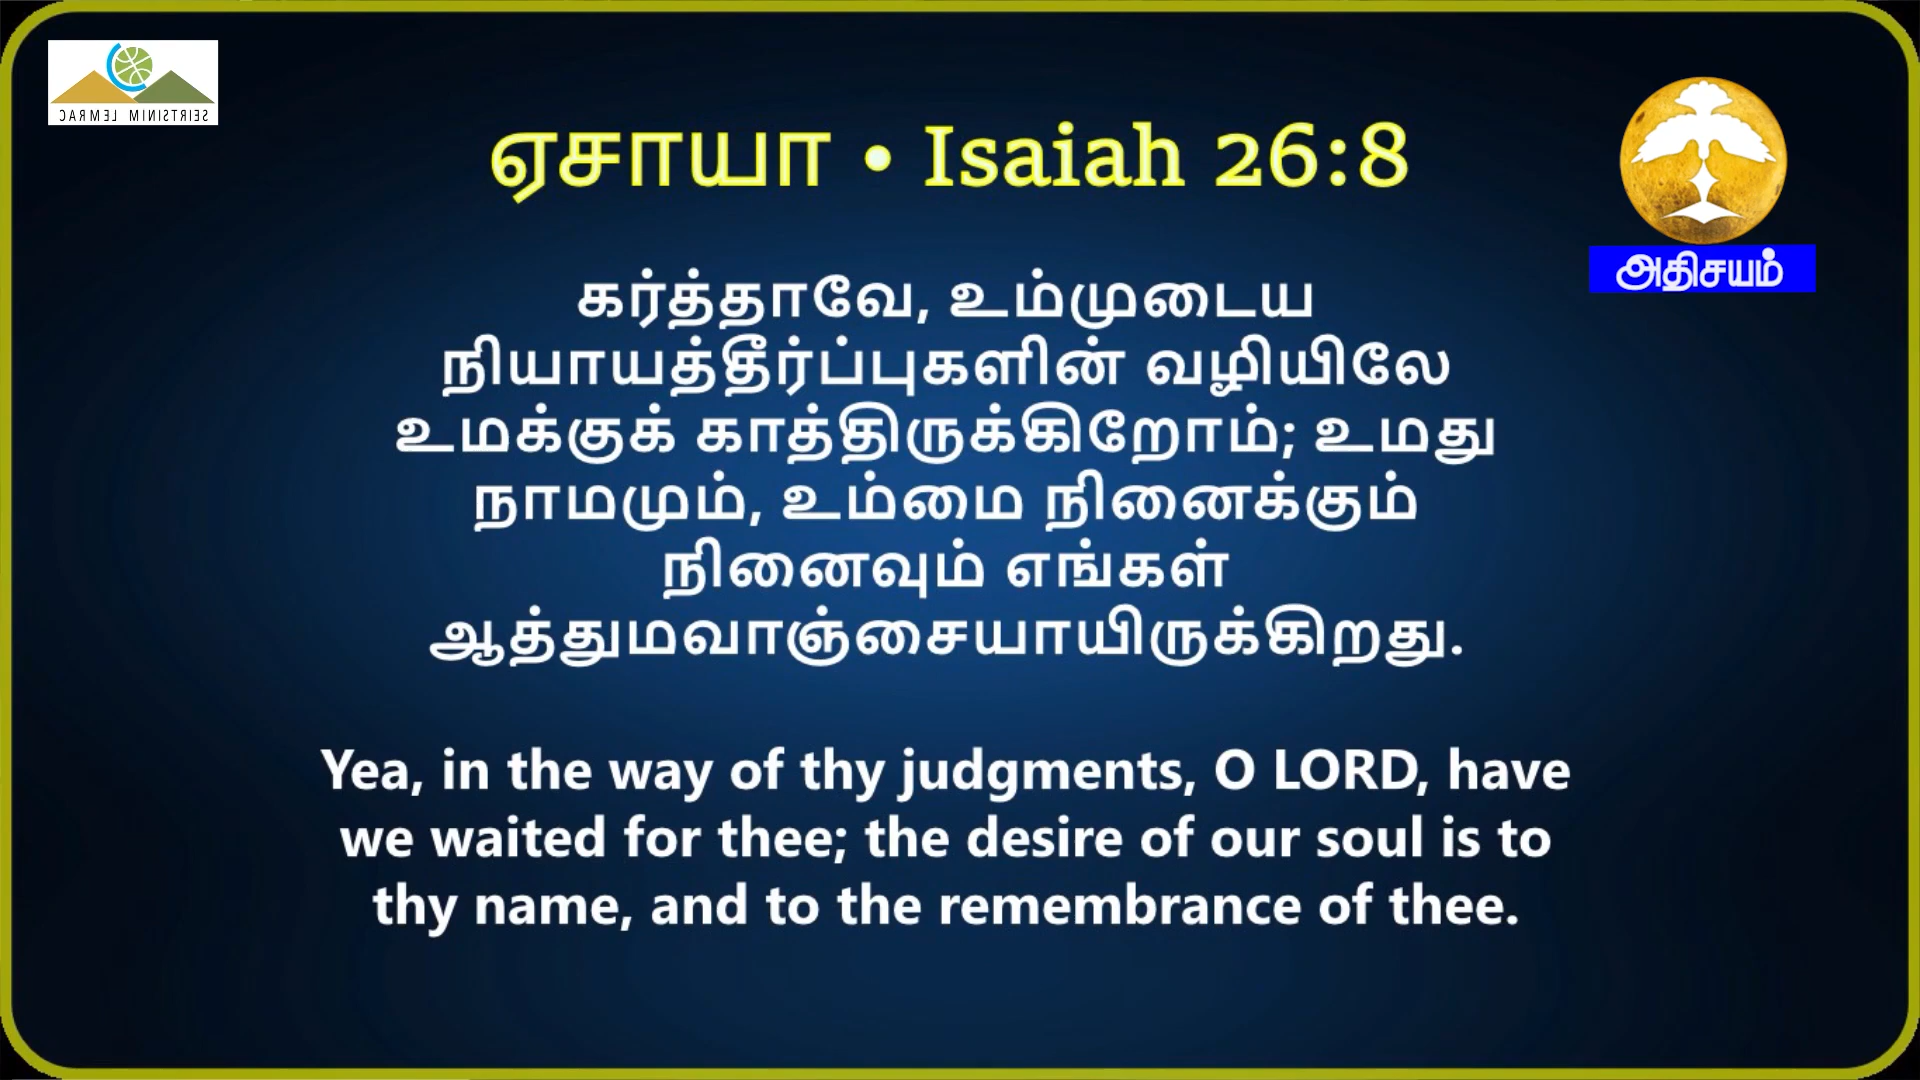 CARMEL MINISTRIES
ஏசாயா • Isaiah 26:8
அதிசயம்
கர்த்தாவே, உம்முடைய
நியாயத்தீர்ப்புகளின் வழியிலே
உமக்குக் காத்திருக்கிறோம்; உமது
நாமமும், உம்மை நினைக்கும்
நினைவும் எங்கள்
ஆத்துமவாஞ்சையாயிருக்கிறது.
Yea, in the way of thy judgments, O LORD, have
we waited for thee; the desire of our soul is to
thy name, and to the remembrance of thee.